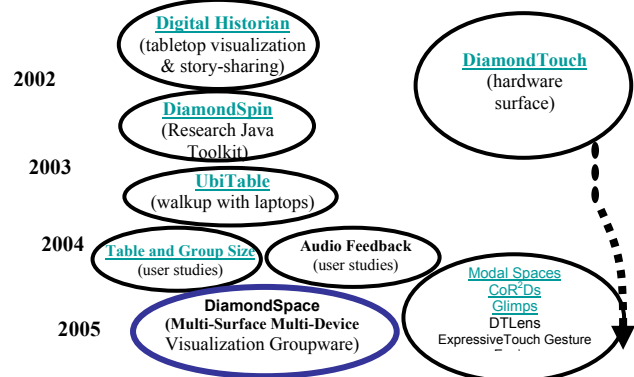 Digital Historian
(tabletop visualization
& story-sharing)
DiamondTouch
(hardware
surface)
2002
DiamondSpin
(Research Java
Toolkit)
2003
UbiTable
(walkup with laptops)
2004
Table and Group Size
(user studies)
Audio Feedback
(user studies)
Modal Spaces
CoR²Ds
Glimps
DTLens
ExpressiveTouch Gesture
2005
DiamondSpace
(Multi-Surface Multi-Device
Visualization Groupware)